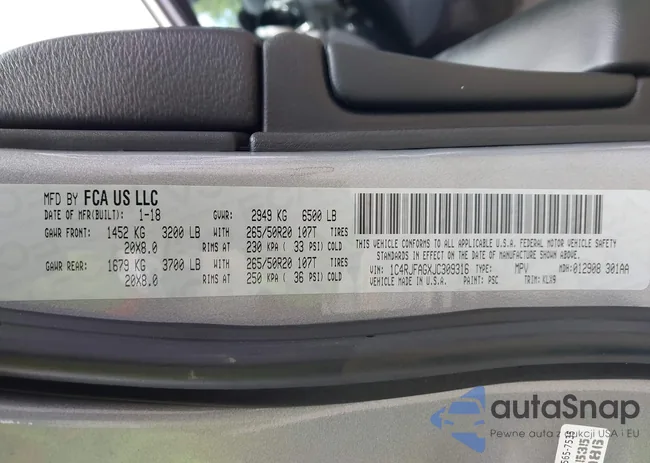 MFD BY FCA US LLC
DATE OF MFR(BUILT): 1-18 GVWR: 2949 KG 6500 LB
GAWR FRONT: 1452 KG 3200 LB WITH 265/50R20 107T TIRES
20X8.0 RIMS AT 230 KPA ( 33 PSI) COLD
GAWR REAR: 1679 KG 3700 LB WITH 265/50R20 107T TIRES
20X8.0 RIMS AT 250 KPA ( 36 PSI) COLD
THIS VEHICLE CONFORMS TO ALL APPLICABLE U.S.A. FEDERAL MOTOR VEHICLE SAFETY
STANDARDS IN EFFECT ON THE DATE OF MANUFACTURE SHOWN ABOVE.
VIN: 1C4RJFAGXJC309316 TYPE: MPV MDH:012908 301AA
VEHICLE MADE IN U.S.A. PAINT: PSC TRIM: KLX9
autaSnap
Pewne auta z aukcji USA i EU